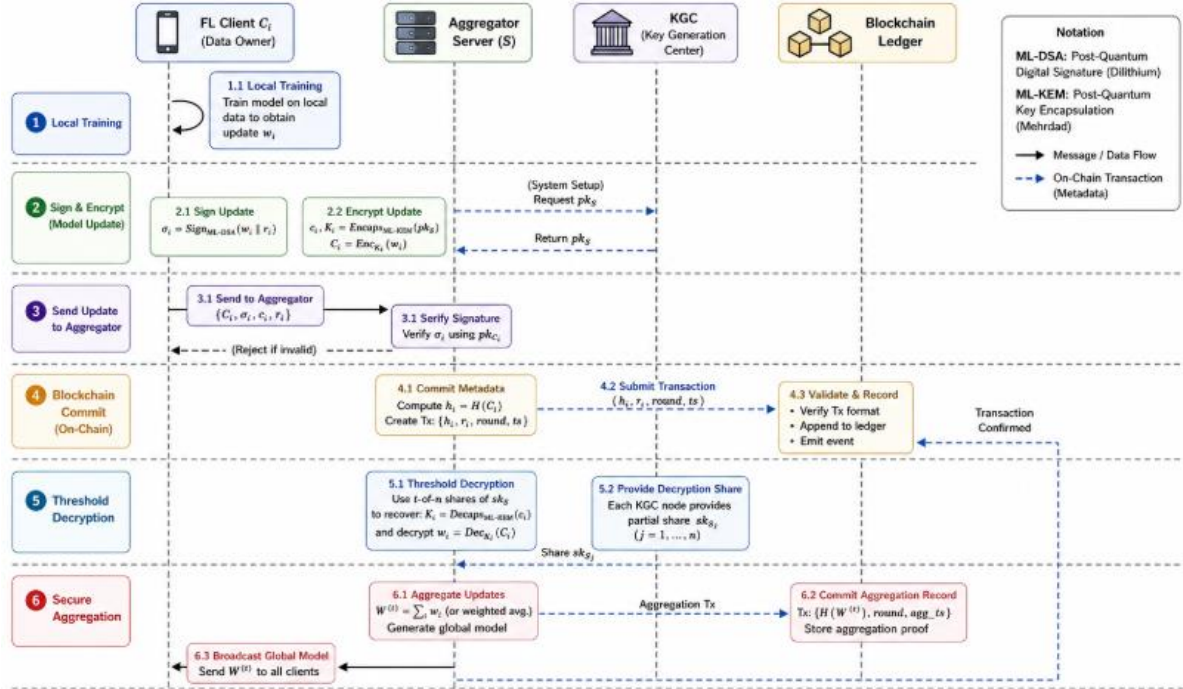 FL Client C_i
(Data Owner)
Aggregator
Server (S)
KGC
(Key Generation
Center)
Blockchain
Ledger
Notation
ML-DSA: Post-Quantum
Digital Signature (Dilithium)
ML-KEM: Post-Quantum
Key Encapsulation
(Mehrdad)
Message / Data Flow
On-Chain Transaction
(Metadata)
1 Local Training
1.1 Local Training
Train model on local
data to obtain
update w_i
2 Sign & Encrypt
(Model Update)
2.1 Sign Update
σ_i = Sign_ML-DSA(w_i ∥ r_i)
2.2 Encrypt Update
c_i, K_i = Encaps_ML-KEM(pk_S)
C_i = Enc_{K_i}(w_i)
(System Setup)
Request pk_S
Return pk_S
3 Send Update
to Aggregator
3.1 Send to Aggregator
{C_i, σ_i, c_i, r_i}
3.1 Serify Signature
Verify σ_i using pk_{C_i}
(Reject if invalid)
4 Blockchain
Commit
(On-Chain)
4.1 Commit Metadata
Compute h_i = H(C_i)
Create Tx: {h_i, r_i, round, ts}
4.2 Submit Transaction
(h_i, r_i, round, ts}
4.3 Validate & Record
• Verify Tx format
• Append to ledger
• Emit event
Transaction
Confirmed
5 Threshold
Decryption
5.1 Threshold Decryption
Use t-of-n shares of sk_S
to recover: K_i = Decaps_ML-KEM(c_i)
and decrypt w_i = Dec_{K_i}(C_i)
5.2 Provide Decryption Share
Each KGC node provides
partial share sk_{S_j}
(j = 1, ..., n)
Share sk_{S_j}
6 Secure
Aggregation
6.1 Aggregate Updates
W^(t) = ∑_i w_i (or weighted avg.)
Generate global model
Aggregation Tx
6.2 Commit Aggregation Record
Tx: {H(W^(t)), round, agg_ts}
Store aggregation proof
6.3 Broadcast Global Model
Send W^(t) to all clients